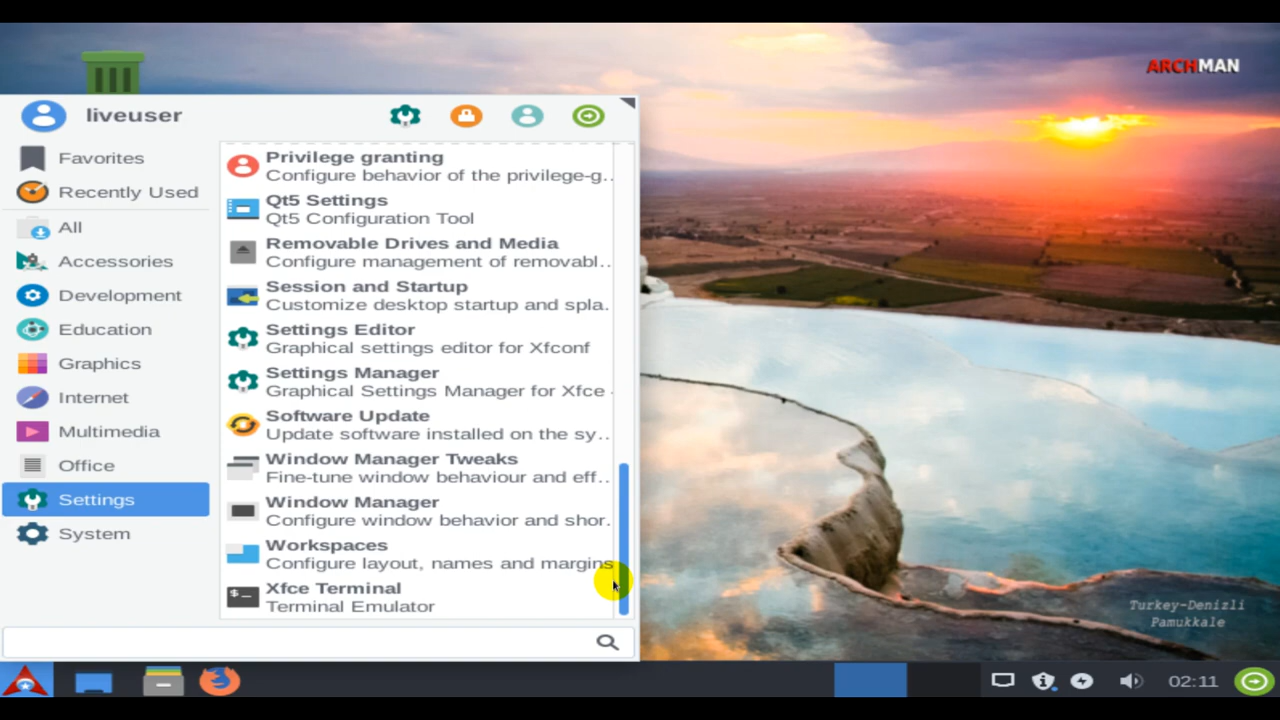 ARCHMAN
liveuser
Favorites
Recently Used
All
Accessories
Development
Education
Graphics
Internet
Multimedia
Office
Settings
System
Privilege granting
Configure behavior of the privilege-g..
Qt5 Settings
Qt5 Configuration Tool
Removable Drives and Media
Configure management of removabl..
Session and Startup
Customize desktop startup and spla.
Settings Editor
Graphical settings editor for Xfconf
Settings Manager
Graphical Settings Manager for Xfce
Software Update
Update software installed on the sy..
Window Manager Tweaks
Fine-tune window behaviour and eff..
Window Manager
Configure window behavior and shor.
Workspaces
Configure layout, names and margins
Xfce Terminal
Terminal Emulator
Turkey-Denizli
Pamukkale
02:11